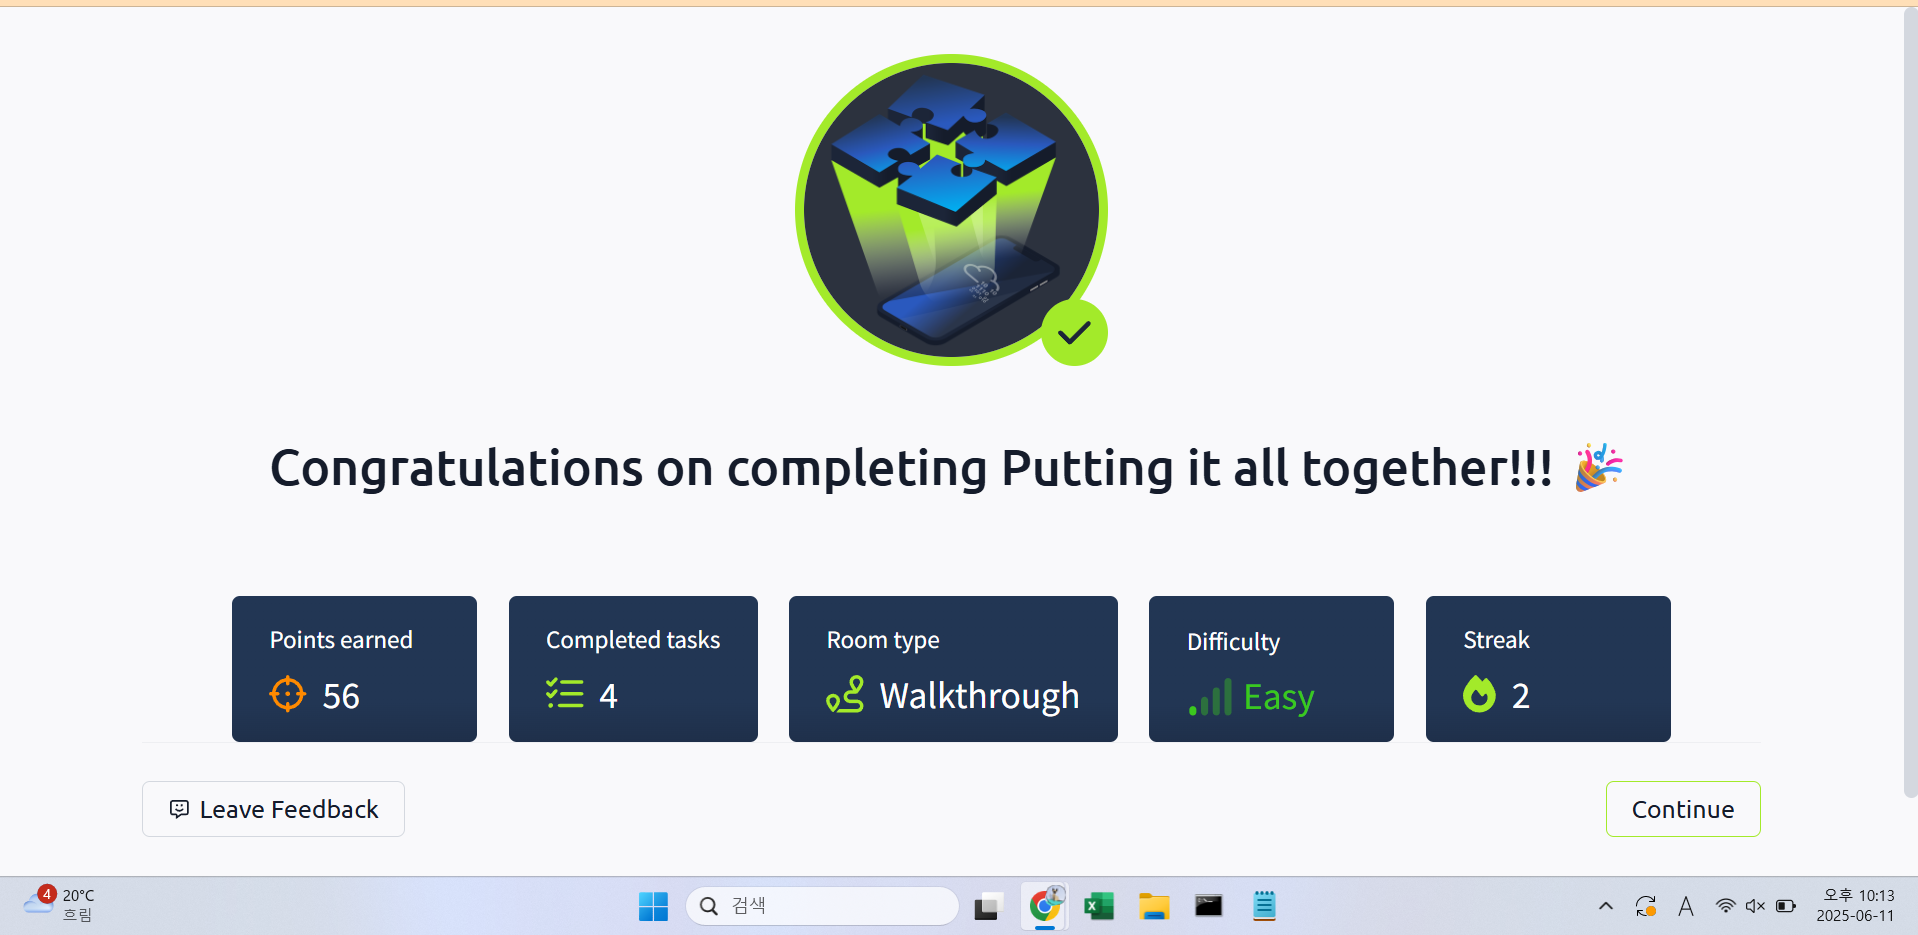 Congratulations on completing Putting it all together!!! 🎉
Points earned
56
Completed tasks
4
Room type
Walkthrough
Difficulty
Easy
Streak
2
Leave Feedback
Continue
4
20°C
흐림
검색
A
오후 10:13
2025-06-11